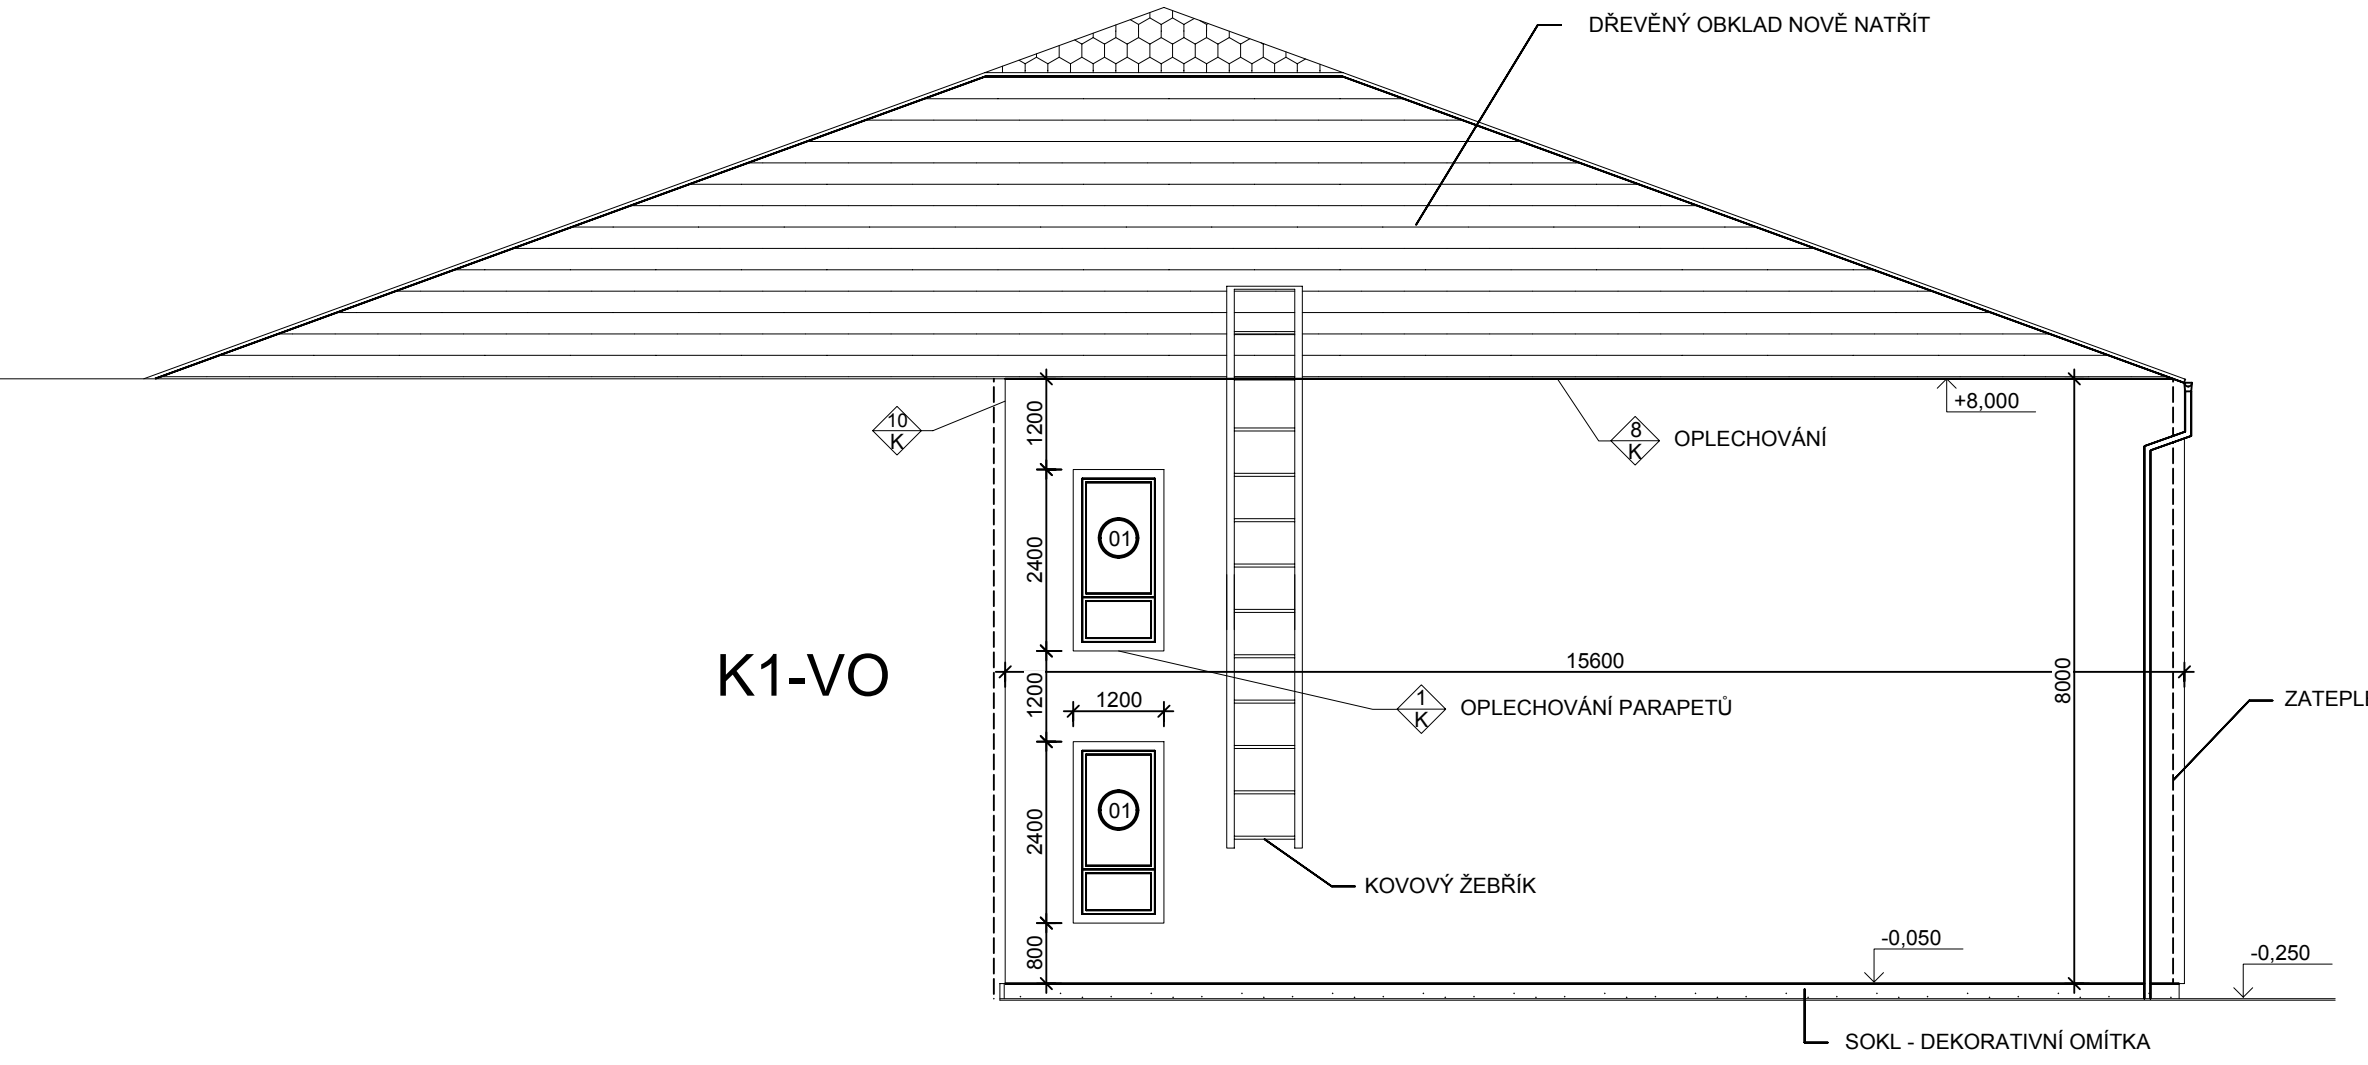 DŘEVĚNÝ OBKLAD NOVĚ NATŘÍT
+8,000
10
K
8
K
OPLECHOVÁNÍ
1200
01
2400
15600
K1-VO
1200
1200
1
K
OPLECHOVÁNÍ PARAPETŮ
8000
ZATEPLE
01
2400
KOVOVÝ ŽEBŘÍK
800
-0,050
-0,250
SOKL - DEKORATIVNÍ OMÍTKA